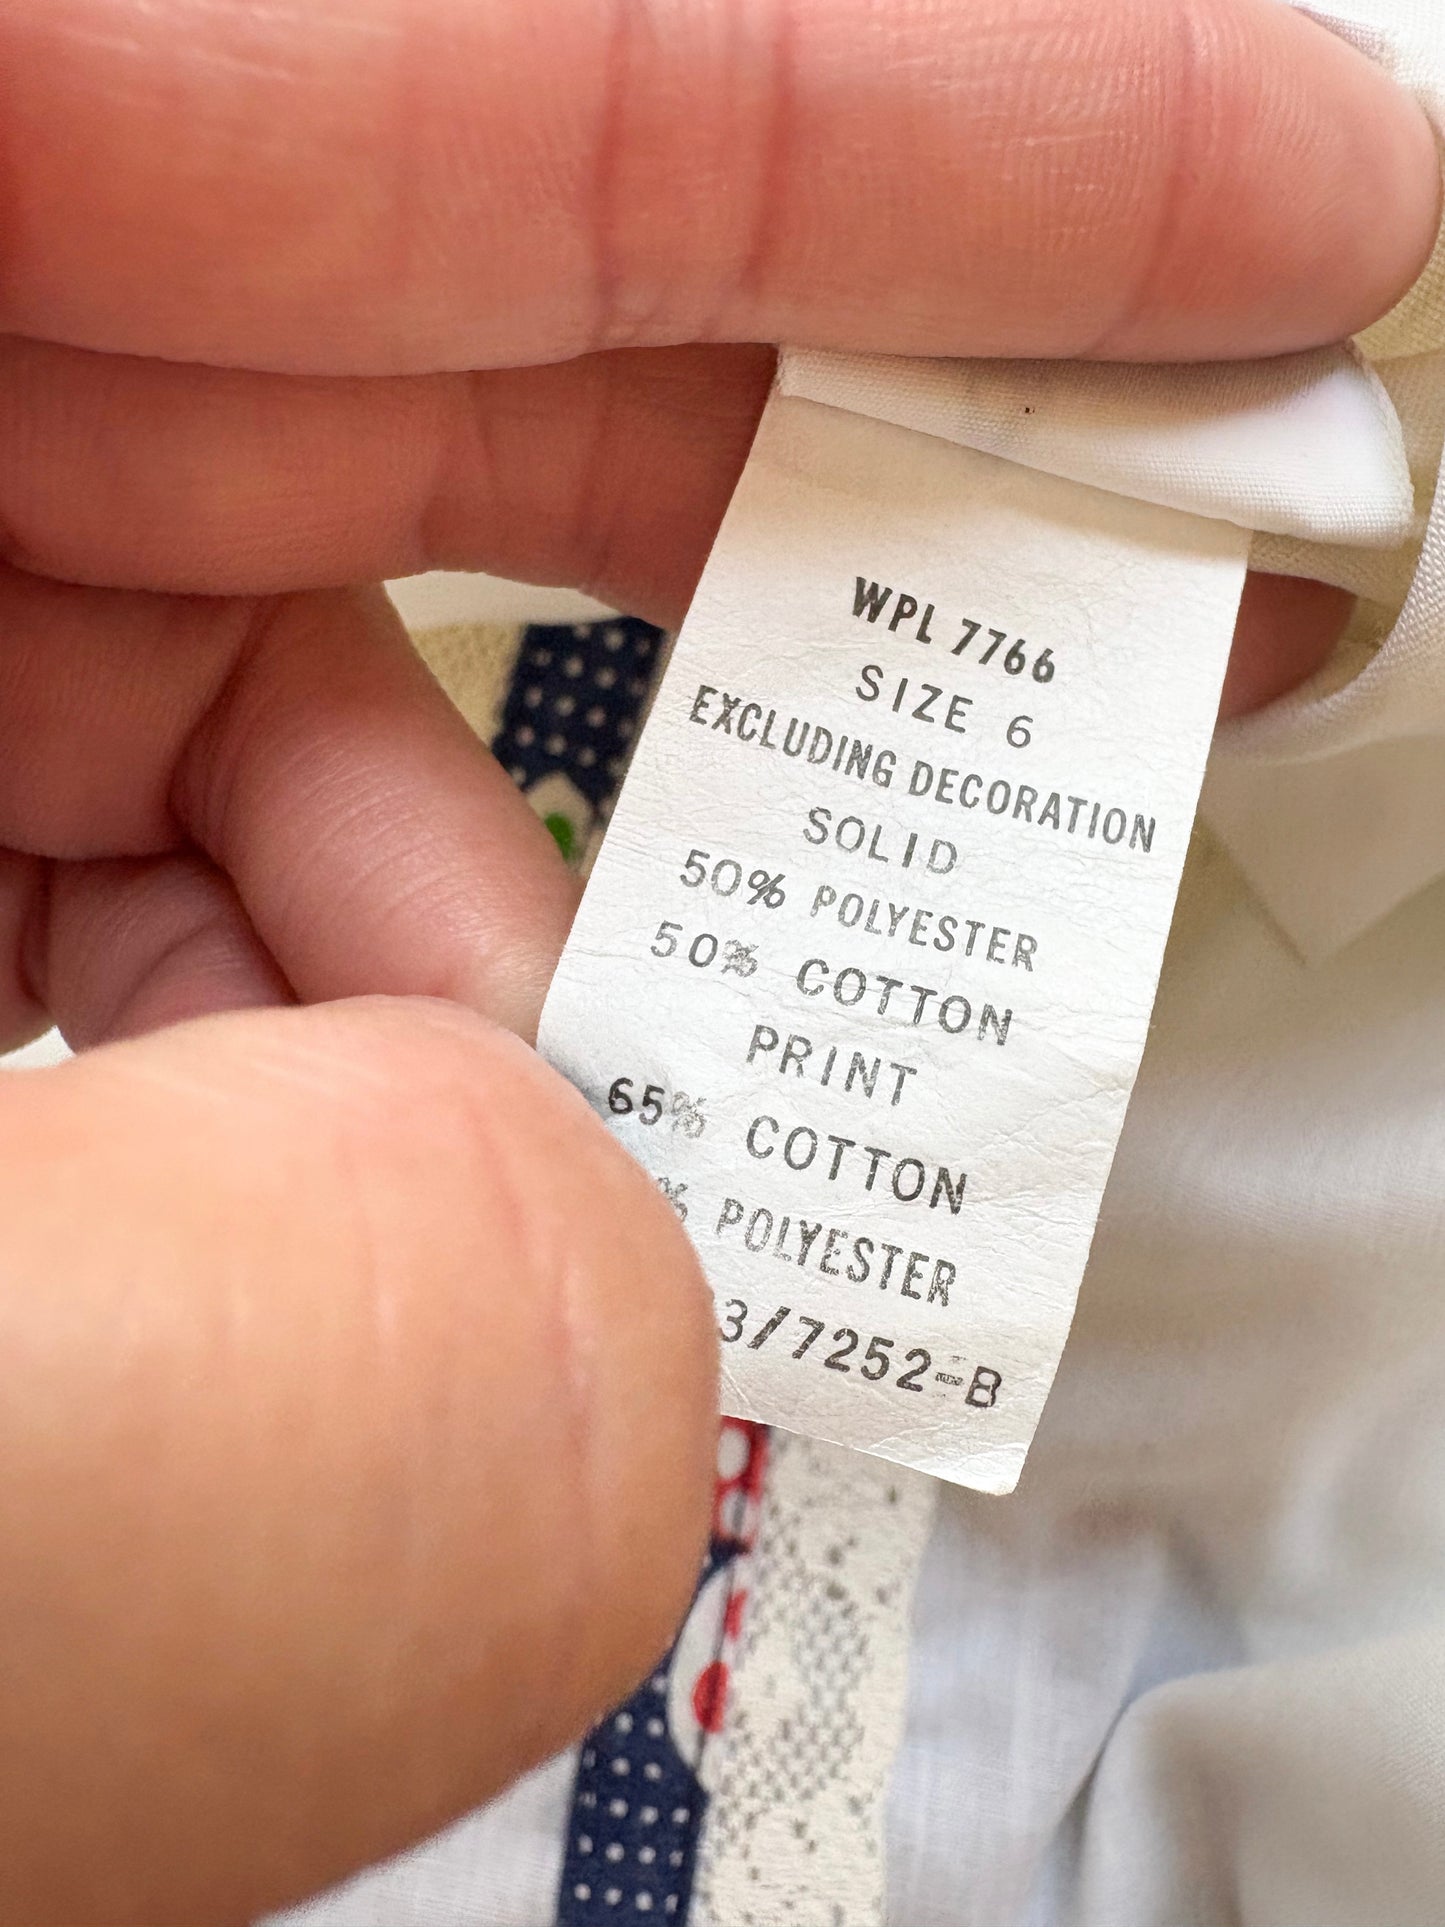 WPL 7766
SIZE 6
EXCLUDING DECORATION
SOLID
50% POLYESTER
50% COTTON
PRINT
65% COTTON
% POLYESTER
3/7252-B